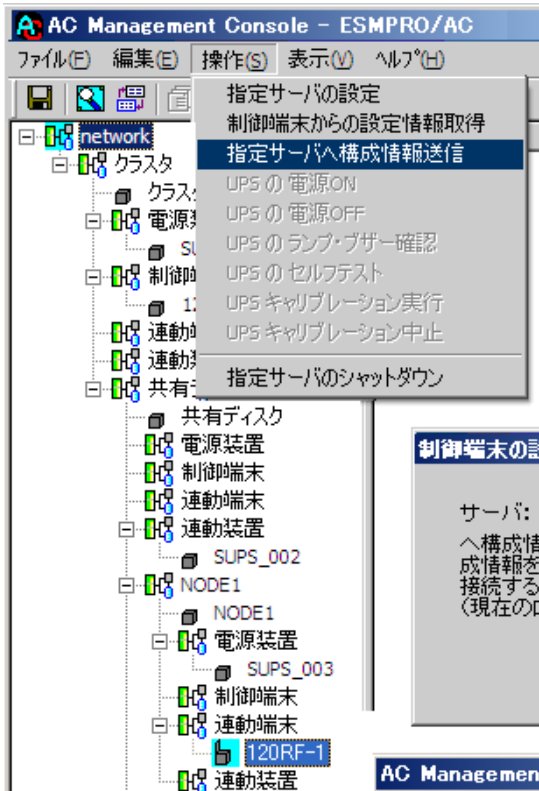 AC Management Console - ESMPRO/AC
ファイル(F) 編集(E) 操作(S) 表示(V) ヘルプ(H)
指定サーバの設定
制御端末からの設定情報取得
指定サーバへ構成情報送信
UPS の 電源ON
UPS の 電源OFF
UPS の ランプ・ブザー確認
UPS の セルフテスト
UPS キャリブレーション実行
UPS キャリブレーション中止
指定サーバのシャットダウン
network
クラスタ
クラス
電源
制御
連動
連動
共有
共有ディスク
電源装置
制御端末
連動端末
連動装置
SUPS_002
NODE1
NODE1
電源装置
SUPS_003
制御端末
連動端末
120RF-1
連動装置
制御端末の
サーバ:
へ構成情
成情報を
接続する
(現在の
AC Managemen